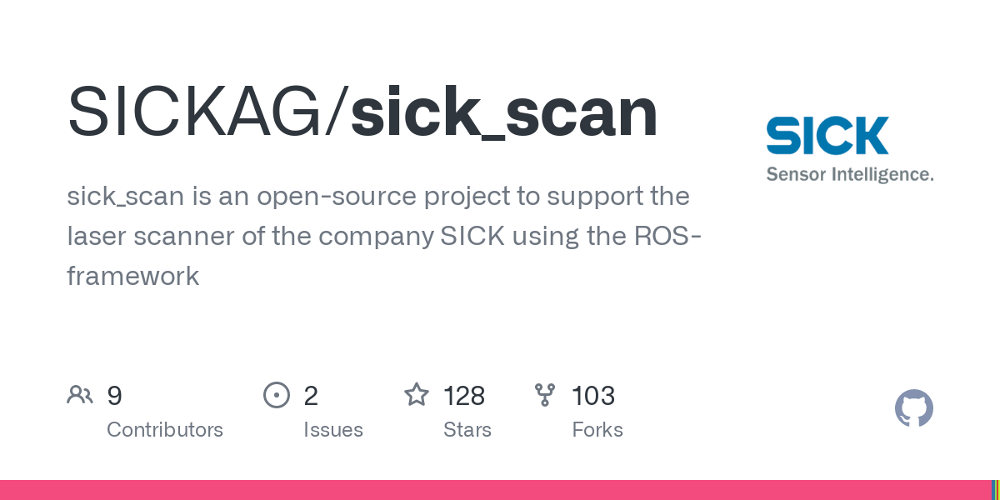 SICKAG/sick_scan
SICK
Sensor Intelligence.
sick_scan is an open-source project to support the
laser scanner of the company SICK using the ROS-
framework
9
Contributors
2
Issues
128
Stars
103
Forks